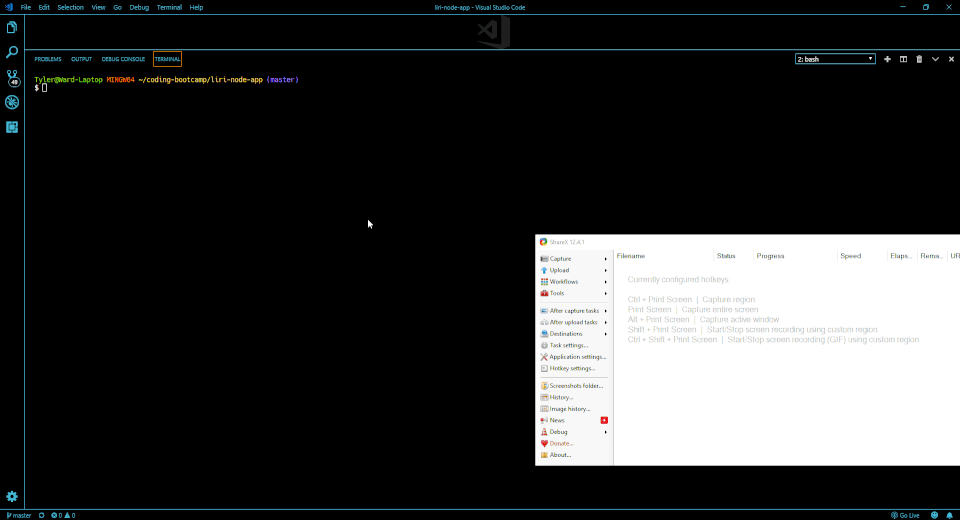 File Edit Selection View Go Debug Terminal Help
liri-node-app - Visual Studio Code
PROBLEMS OUTPUT DEBUG CONSOLE TERMINAL
2: bash
Tyler@Ward-Laptop MINGW64 ~/coding-bootcamp/liri-node-app (master)
$
49
ShareX 12.4.1
Capture
Upload
Workflows
Tools
After capture tasks
After upload tasks
Destinations
Task settings...
Application settings...
Hotkey settings...
Screenshots folder...
History...
Image history...
News
Debug
Donate...
About...
Filename Status Progress Speed Elaps... Rema... UR
Currently configured hotkeys:
Ctrl + Print Screen | Capture region
Print Screen | Capture entire screen
Alt + Print Screen | Capture active window
Shift + Print Screen | Start/Stop screen recording using custom region
Ctrl + Shift + Print Screen | Start/Stop screen recording (GIF) using custom region
master 0 0
Go Live